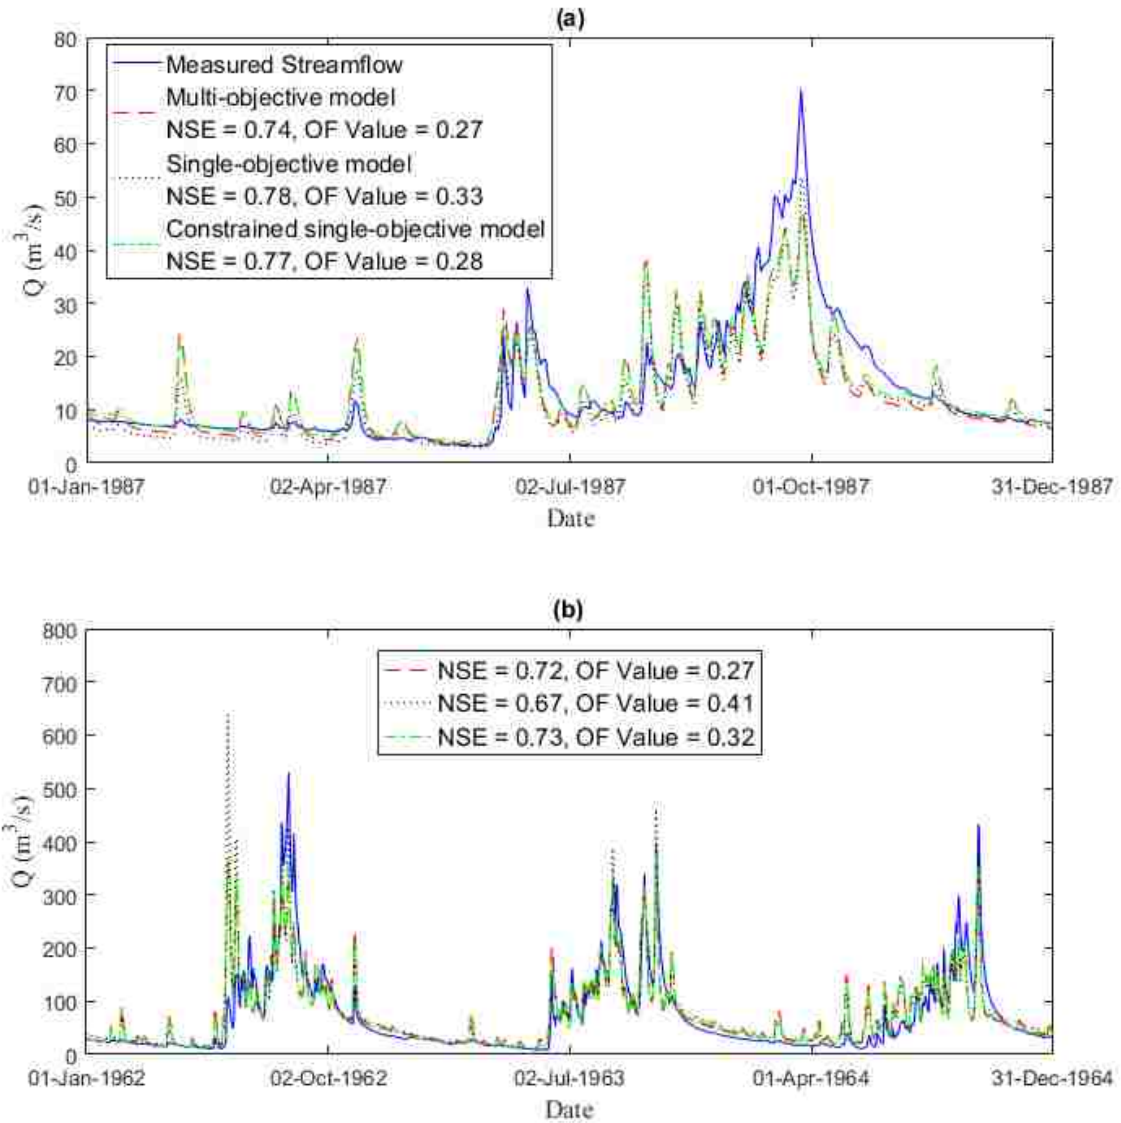 (a)
80
70
60
50
40
30
20
10
0
Q (m³/s)
Measured Streamflow
Multi-objective model
NSE = 0.74, OF Value = 0.27
Single-objective model
NSE = 0.78, OF Value = 0.33
Constrained single-objective model
NSE = 0.77, OF Value = 0.28
01-Jan-1987 02-Apr-1987 02-Jul-1987 01-Oct-1987 31-Dec-1987
Date
(b)
800
700
600
500
400
300
200
100
0
Q (m³/s)
NSE = 0.72, OF Value = 0.27
NSE = 0.67, OF Value = 0.41
NSE = 0.73, OF Value = 0.32
01-Jan-1962 02-Oct-1962 02-Jul-1963 01-Apr-1964 31-Dec-1964
Date